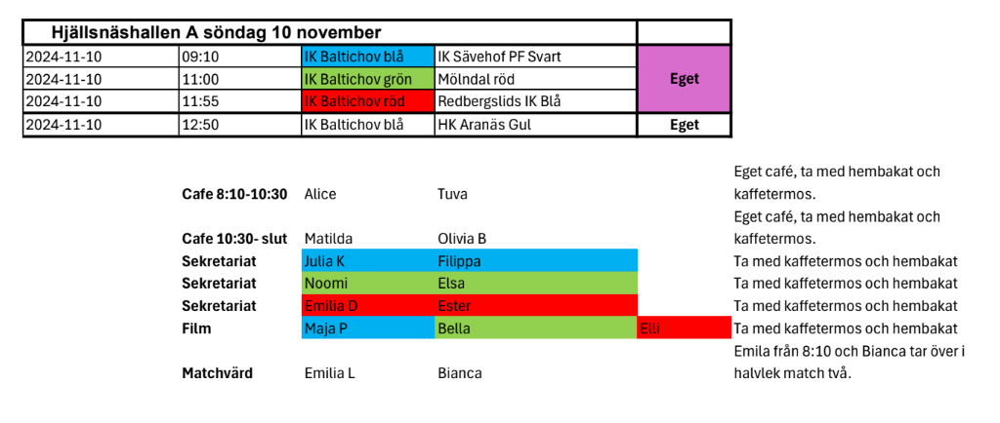 Hjällsnäshallen A söndag 10 november
2024-11-10 09:10 IK Baltichov blå IK Sävehof PF Svart
2024-11-10 11:00 IK Baltichov grön Mölndal röd Eget
2024-11-10 11:55 IK Baltichov röd Redbergslids IK Blå
2024-11-10 12:50 IK Baltichov blå HK Aranäs Gul Eget
Eget café, ta med hembakat och
Cafe 8:10-10:30 Alice Tuva kaffetermos.
Eget café, ta med hembakat och
Cafe 10:30- slut Matilda Olivia B kaffetermos.
Sekretariat Julia K Filippa Ta med kaffetermos och hembakat
Sekretariat Noomi Elsa Ta med kaffetermos och hembakat
Sekretariat Emilia D Ester Ta med kaffetermos och hembakat
Film Maja P Bella Elli Ta med kaffetermos och hembakat
Emila från 8:10 och Bianca tar över i
Matchvärd Emilia L Bianca halvlek match två.